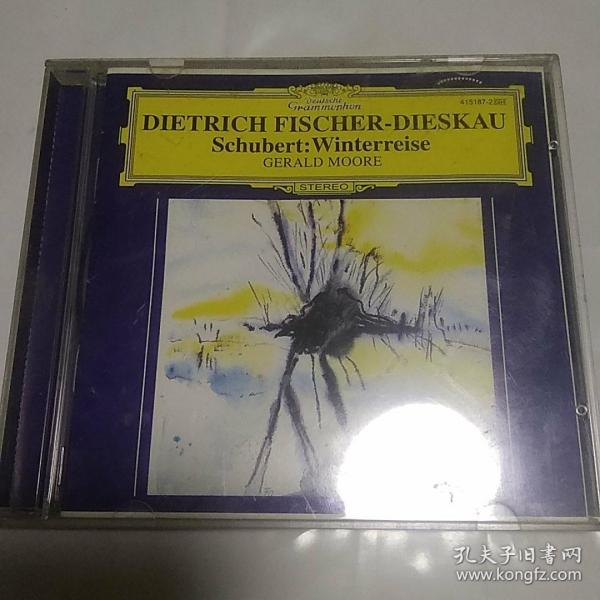 Deutsche
Grammophon
415187-2 GH
DIETRICH FISCHER-DIESKAU
Schubert: Winterreise
GERALD MOORE
STEREO
孔夫子旧书网
www.kongfz.com